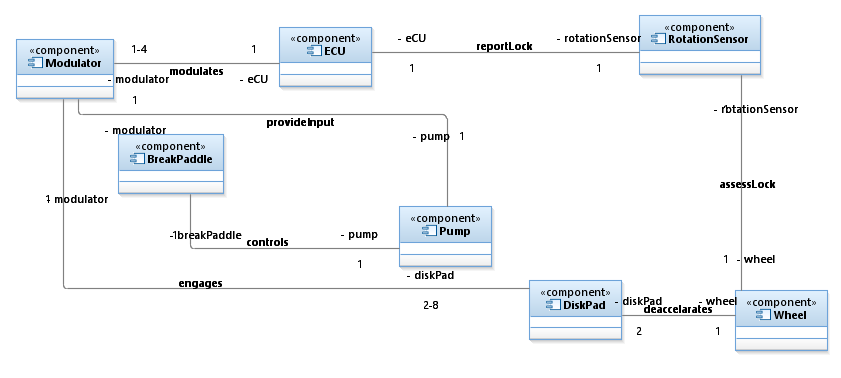 «component»
Modulator
1-4
1
modulates
- modulator
- eCU
«component»
ECU
- eCU
reportLock
- rotationSensor
1
1
«component»
RotationSensor
1
provideInput
- modulator
- pump
1
- rotationSensor
«component»
BreakPaddle
assessLock
1
- modulator
«component»
Pump
- 1breakPaddle
controls
- pump
1
1
- wheel
engages
- diskPad
2-8
«component»
DiskPad
- diskPad
- wheel
deaccelarates
2
1
«component»
Wheel